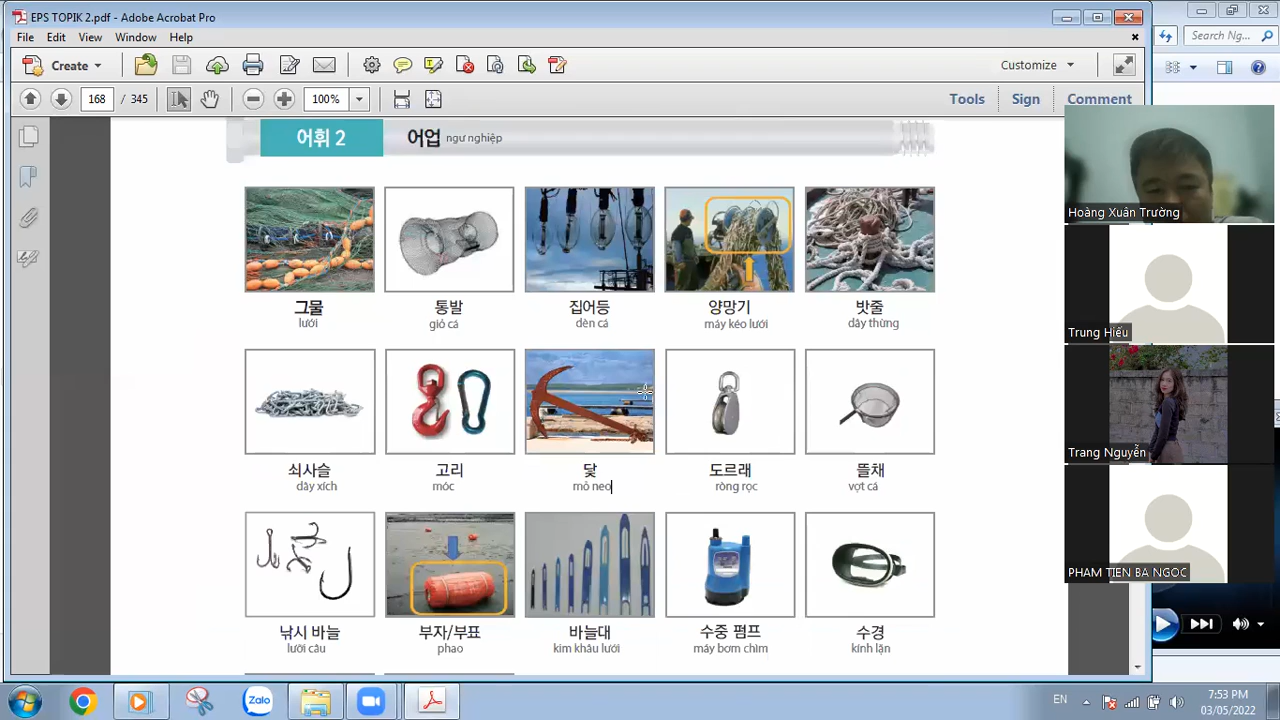 EPS TOPIK 2.pdf - Adobe Acrobat Pro
File Edit View Window Help
Search Ng...
Create
Customize
168 / 345
100%
Tools Sign Comment
어휘 2 어업 ngư nghiệp
그물 통발 집어등 양망기 밧줄
lưới giỏ cá đèn cá máy kéo lưới dây thừng
쇠사슬 고리 닻 도르래 뜰채
dây xích móc mỏ neo ròng rọc vợt cá
낚시 바늘 부자/부표 바늘대 수중 펌프 수경
lưỡi câu phao kim khâu lưới máy bơm chìm kính lặn
Hoàng Xuân Trường
Trung Hiếu
Trang Nguyễn
PHAM TIEN BA NGOC
Zalo
EN
7:53 PM
03/05/2022